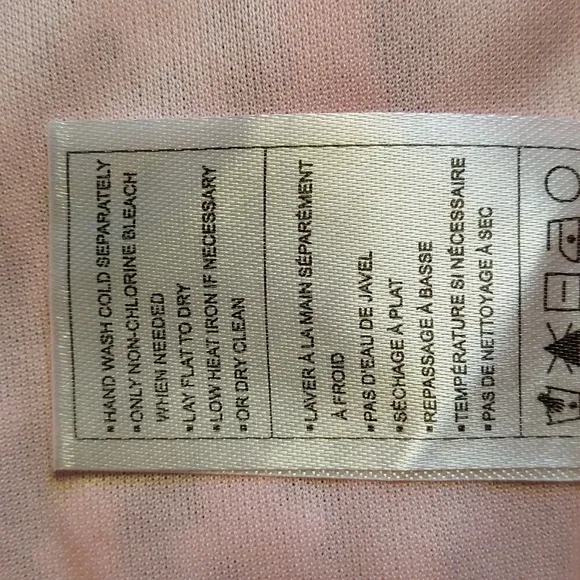 ▪HAND WASH COLD SEPARATELY
▪ONLY NON-CHLORINE BLEACH
WHEN NEEDED
▪LAY FLAT TO DRY
▪LOW HEAT IRON IF NECESSARY
▪OR DRY CLEAN
▪LAVER À LA MAIN SÉPARÉMENT
À FROID
▪PAS D'EAU DE JAVEL
▪SÉCHAGE À PLAT
▪REPASSAGE À BASSE
▪TEMPÉRATURE SI NÉCESSAIRE
▪PAS DE NETTOYAGE À SEC